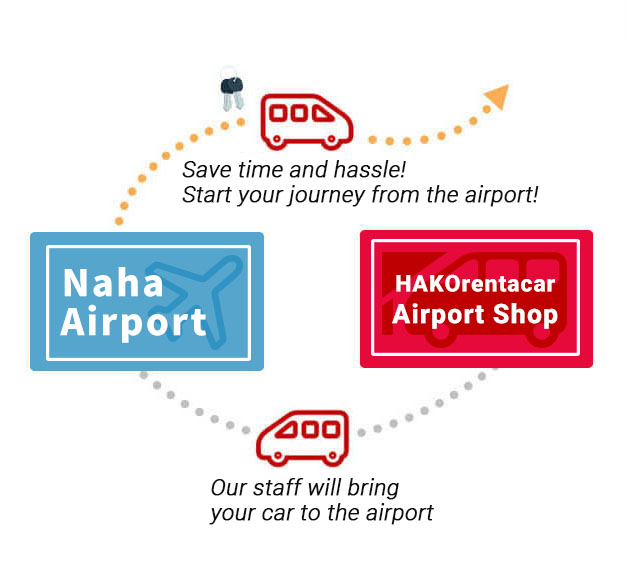 Save time and hassle!
Start your journey from the airport!
Naha
Airport
HAKOrentacar
Airport Shop
Our staff will bring
your car to the airport